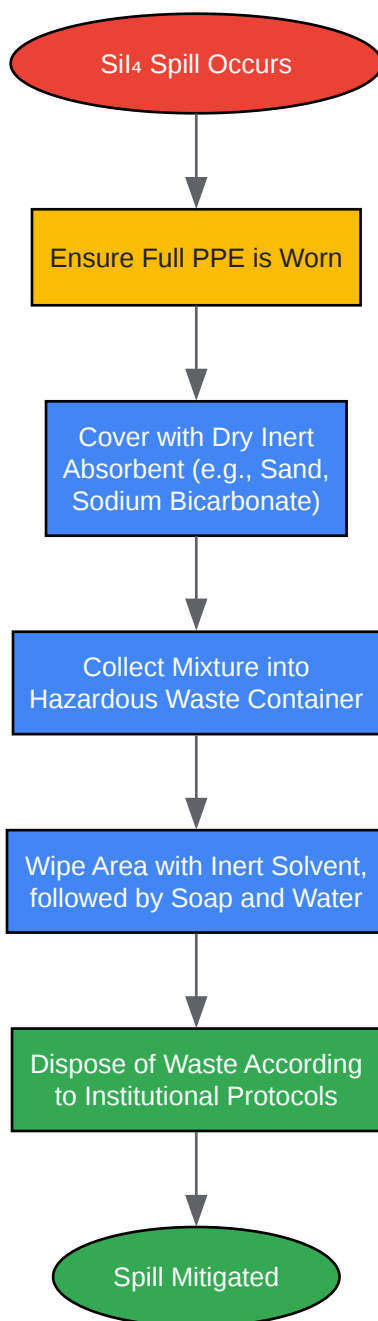 SiI₄ Spill Occurs
Ensure Full PPE is Worn
Cover with Dry Inert
Absorbent (e.g., Sand,
Sodium Bicarbonate)
Collect Mixture into
Hazardous Waste Container
Wipe Area with Inert Solvent,
followed by Soap and Water
Dispose of Waste According
to Institutional Protocols
Spill Mitigated